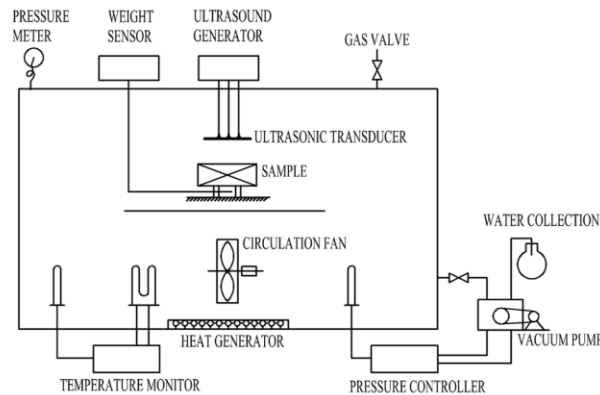 PRESSURE
METER
WEIGHT
SENSOR
ULTRASOUND
GENERATOR
GAS VALVE
ULTRASONIC TRANSDUCER
SAMPLE
WATER COLLECTION
CIRCULATION FAN
HEAT GENERATOR
VACUUM PUMP
TEMPERATURE MONITOR
PRESSURE CONTROLLER